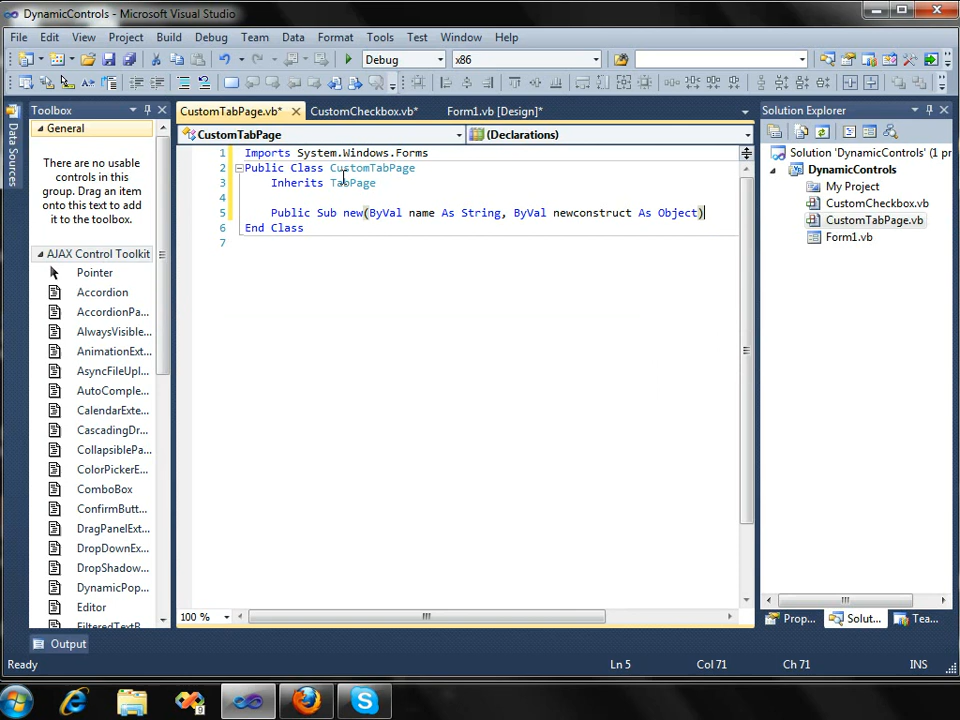 DynamicControls - Microsoft Visual Studio
File Edit View Project Build Debug Team Data Format Tools Test Window Help
Debug x86
Data Sources
Toolbox
General
There are no usable
controls in this
group. Drag an item
onto this text to add
it to the toolbox.
AJAX Control Toolkit
Pointer
Accordion
AccordionPa...
AlwaysVisible...
AnimationExt...
AsyncFileUpl...
AutoComple...
CalendarExte...
CascadingDr...
CollapsiblePa...
ColorPickerE...
ComboBox
ConfirmButt...
DragPanelExt...
DropDownEx...
DropShadow...
DynamicPop...
Editor
FilteredTextB...
CustomTabPage.vb* CustomCheckbox.vb* Form1.vb [Design]*
CustomTabPage (Declarations)
1 Imports System.Windows.Forms
2 Public Class CustomTabPage
3 Inherits TabPage
4
5 Public Sub new(ByVal name As String, ByVal newconstruct As Object)
6 End Class
7
100 %
Solution Explorer
Solution 'DynamicControls' (1 pr
DynamicControls
My Project
CustomCheckbox.vb
CustomTabPage.vb
Form1.vb
Prop... Solut... Tea...
Output
Ready Ln 5 Col 71 Ch 71 INS